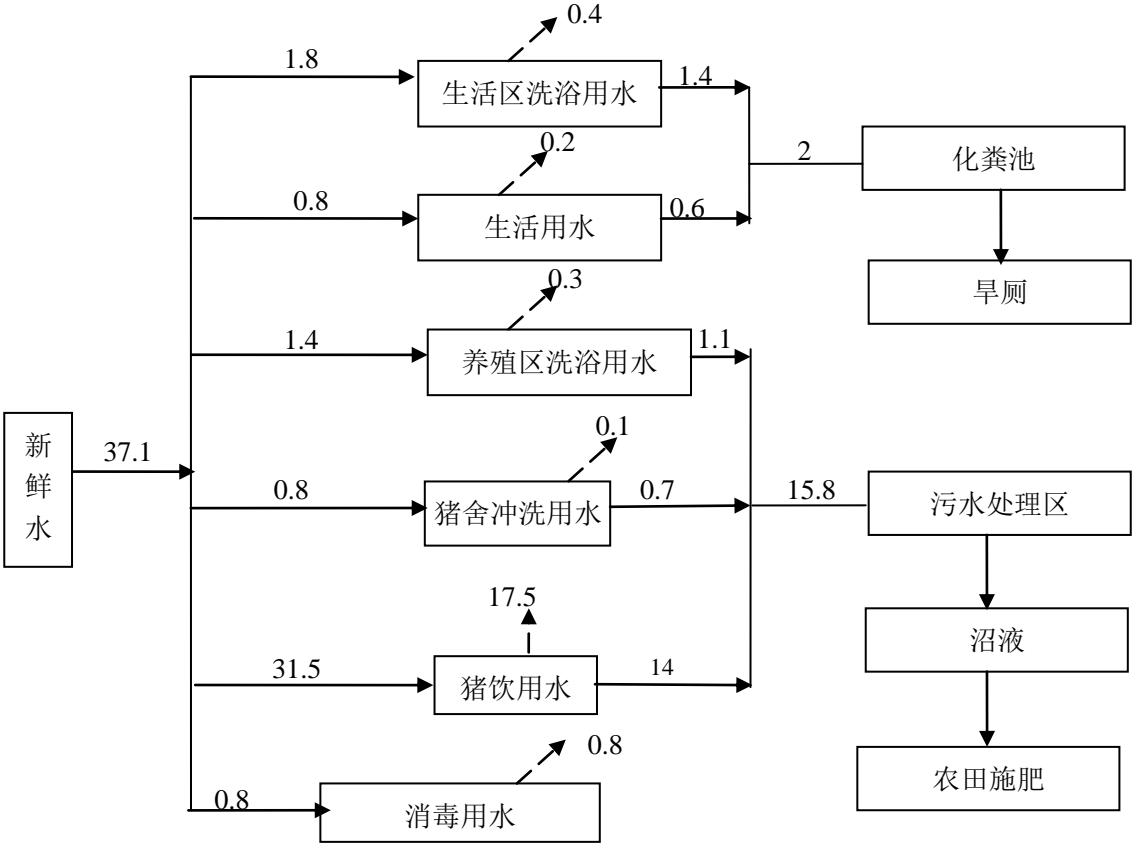 0.4
1.8
生活区洗浴用水
1.4
0.2
2
化粪池
0.8
生活用水
0.6
0.3
旱厕
1.4
养殖区洗浴用水
1.1
新鲜水
37.1
0.1
0.8
猪舍冲洗用水
0.7
15.8
污水处理区
17.5
沼液
31.5
猪饮用水
14
0.8
农田施肥
0.8
消毒用水